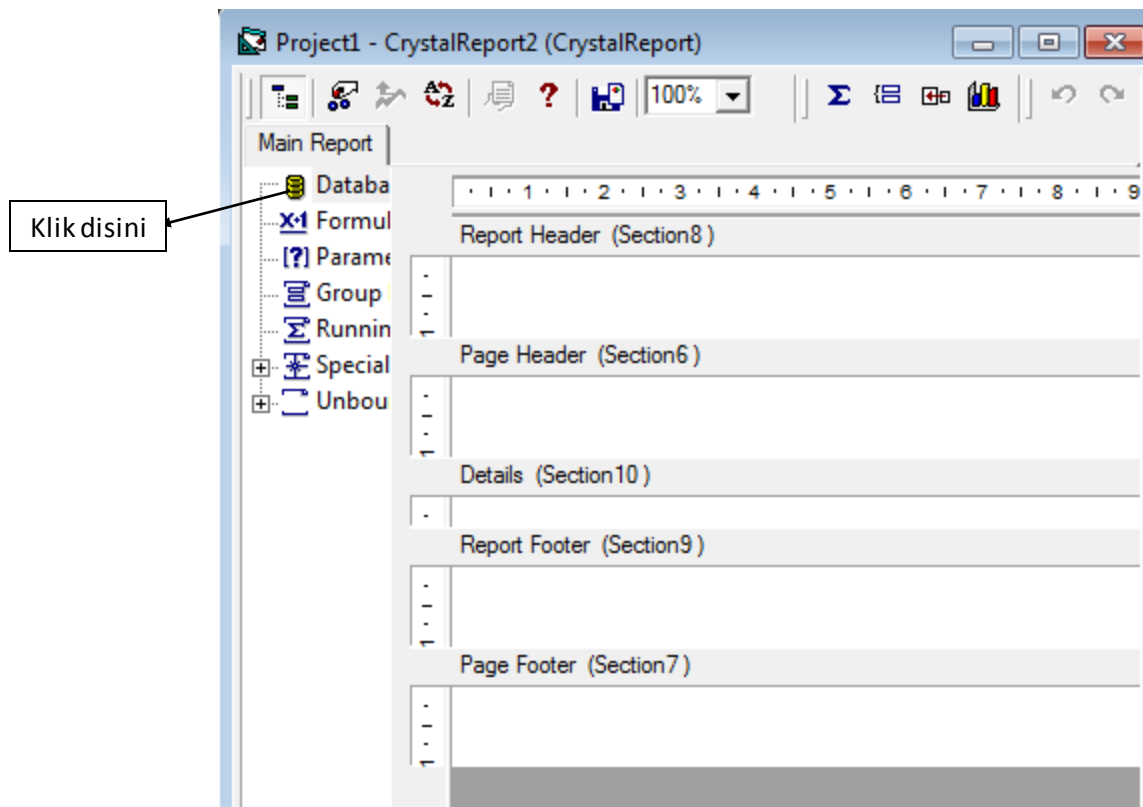 Project1 - CrystalReport2 (CrystalReport)
100%
Main Report
Databa
1 2 3 4 5 6 7 8 9
Klik disini
Formul
Report Header (Section8)
Parame
Group
Runnin
Page Header (Section6)
Special
Unbou
Details (Section10)
Report Footer (Section9)
Page Footer (Section7)